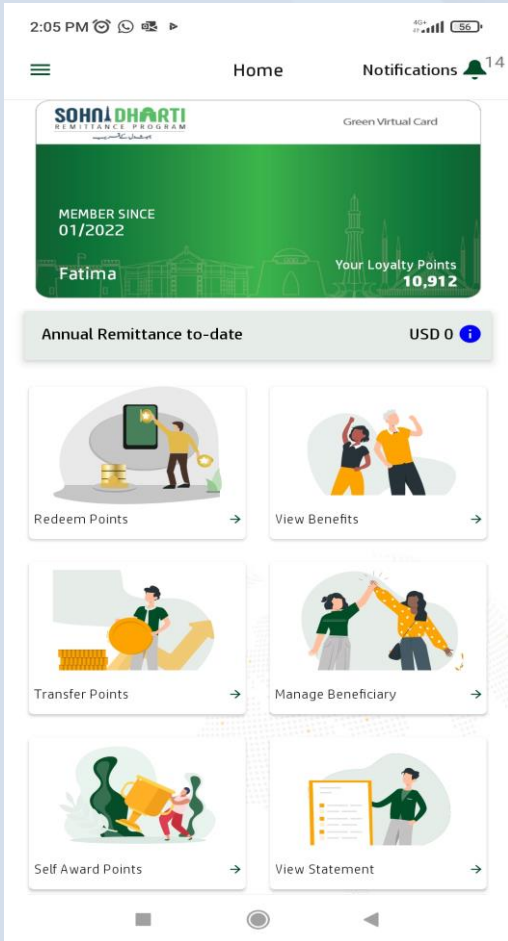 2:05 PM
4G+
56
Home
Notifications
14
SOHNI DHARTI
REMITTANCE PROGRAM
Green Virtual Card
MEMBER SINCE
01/2022
Fatima
Your Loyalty Points
10,912
Annual Remittance to-date
USD 0
Redeem Points
View Benefits
Transfer Points
Manage Beneficiary
Self Award Points
View Statement